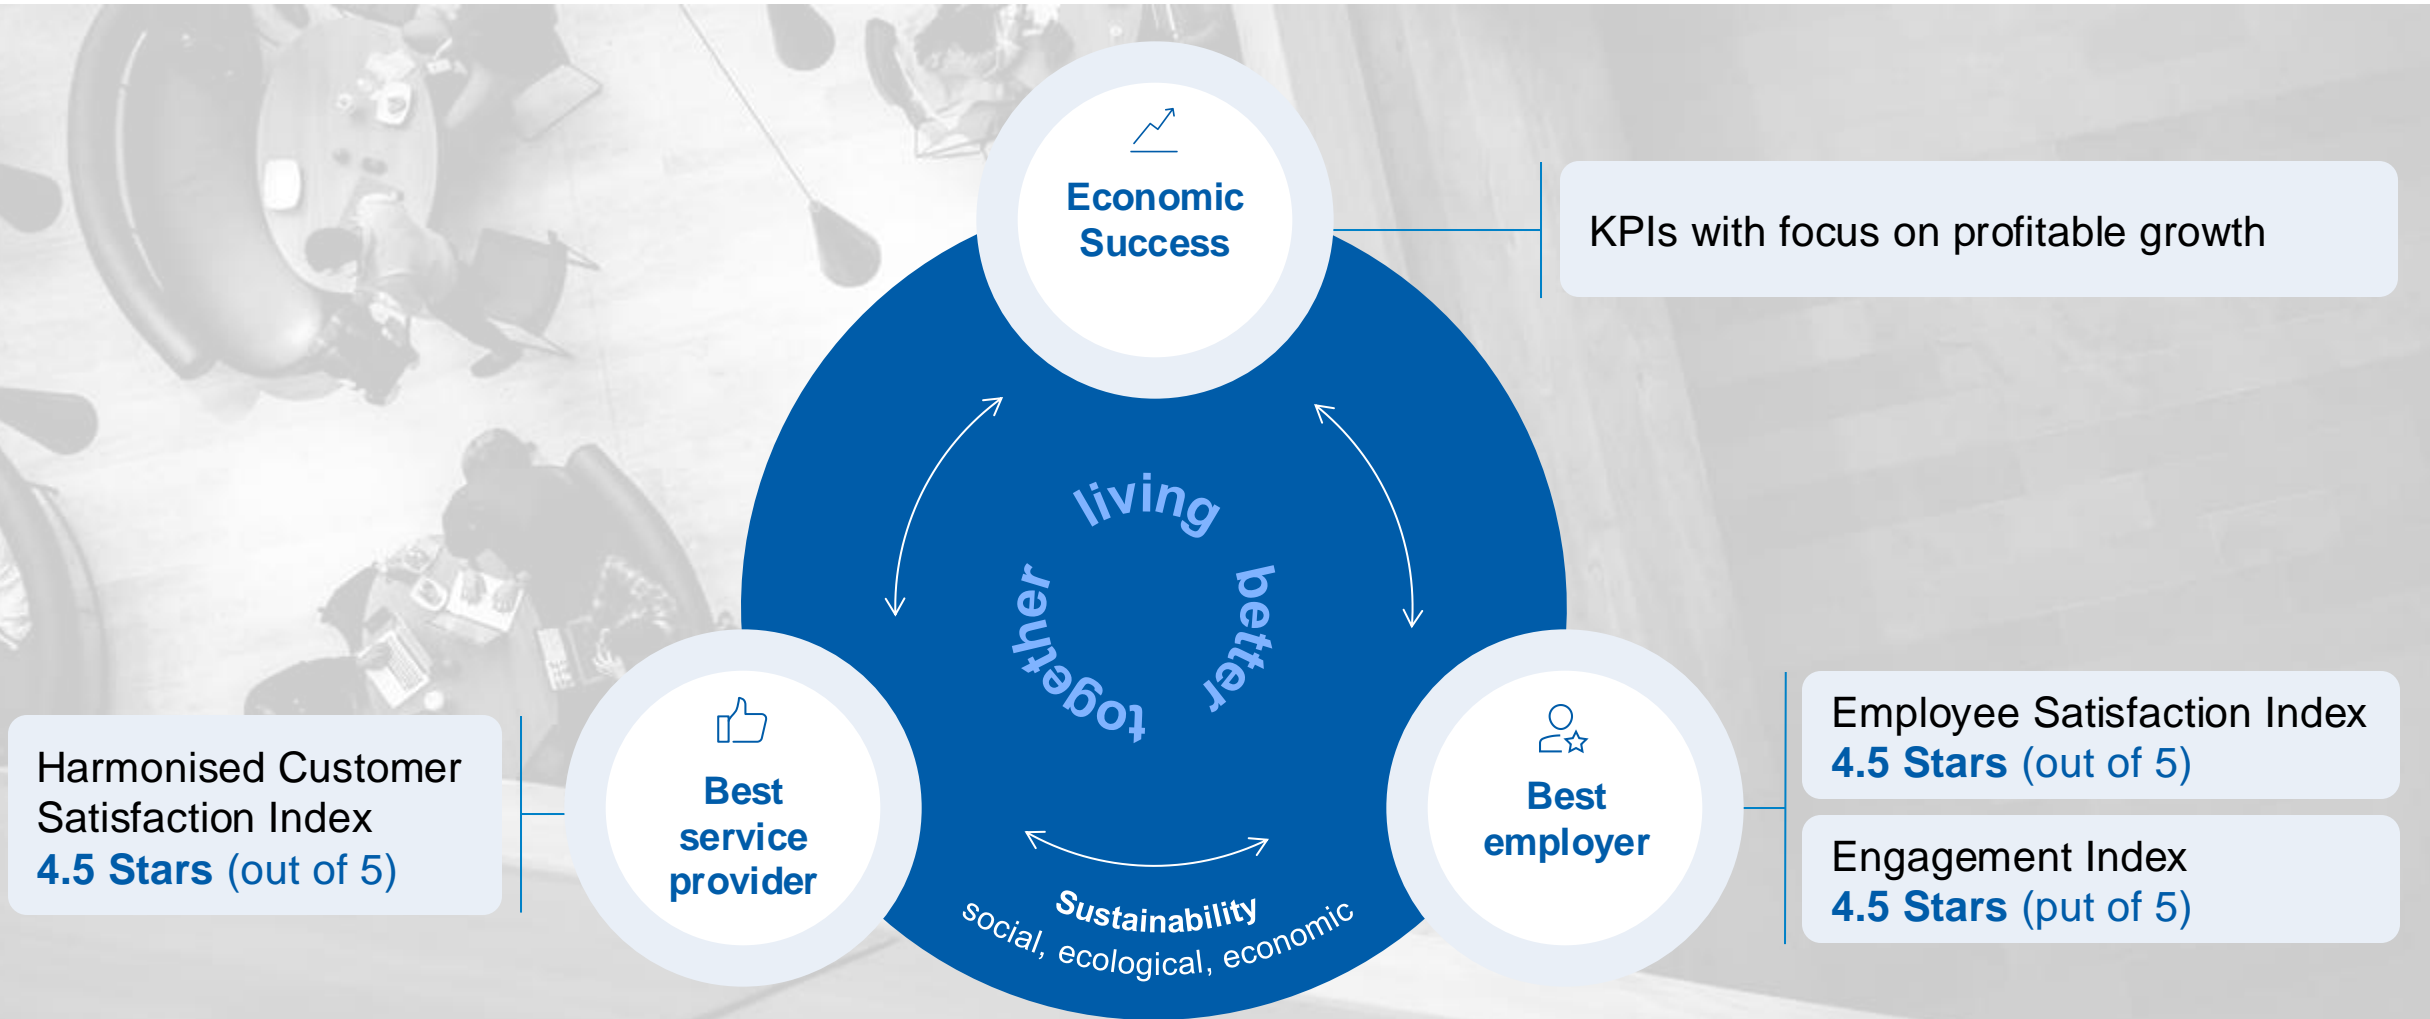 Economic
Success
KPIs with focus on profitable growth
living
better
together
Harmonised Customer
Satisfaction Index
4.5 Stars (out of 5)
Best
service
provider
Best
employer
Employee Satisfaction Index
4.5 Stars (out of 5)
Engagement Index
4.5 Stars (put of 5)
Sustainability
social, ecological, economic